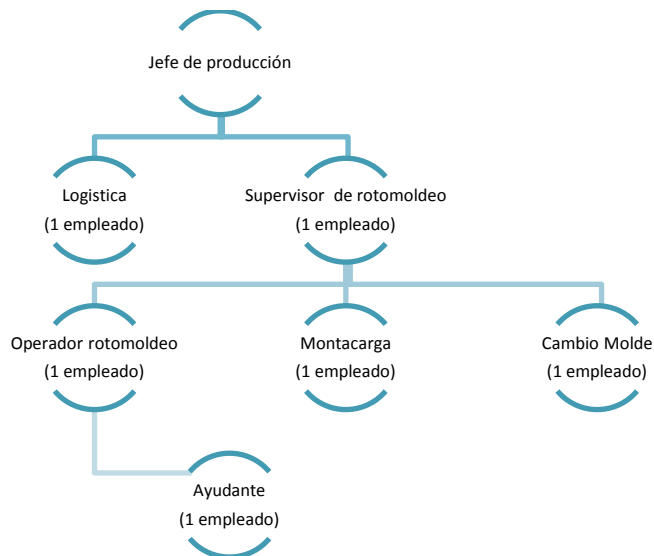 Jefe de producción
Logistica
(1 empleado)
Supervisor de rotomoldeo
(1 empleado)
Operador rotomoldeo
(1 empleado)
Montacarga
(1 empleado)
Cambio Molde
(1 empleado)
Ayudante
(1 empleado)